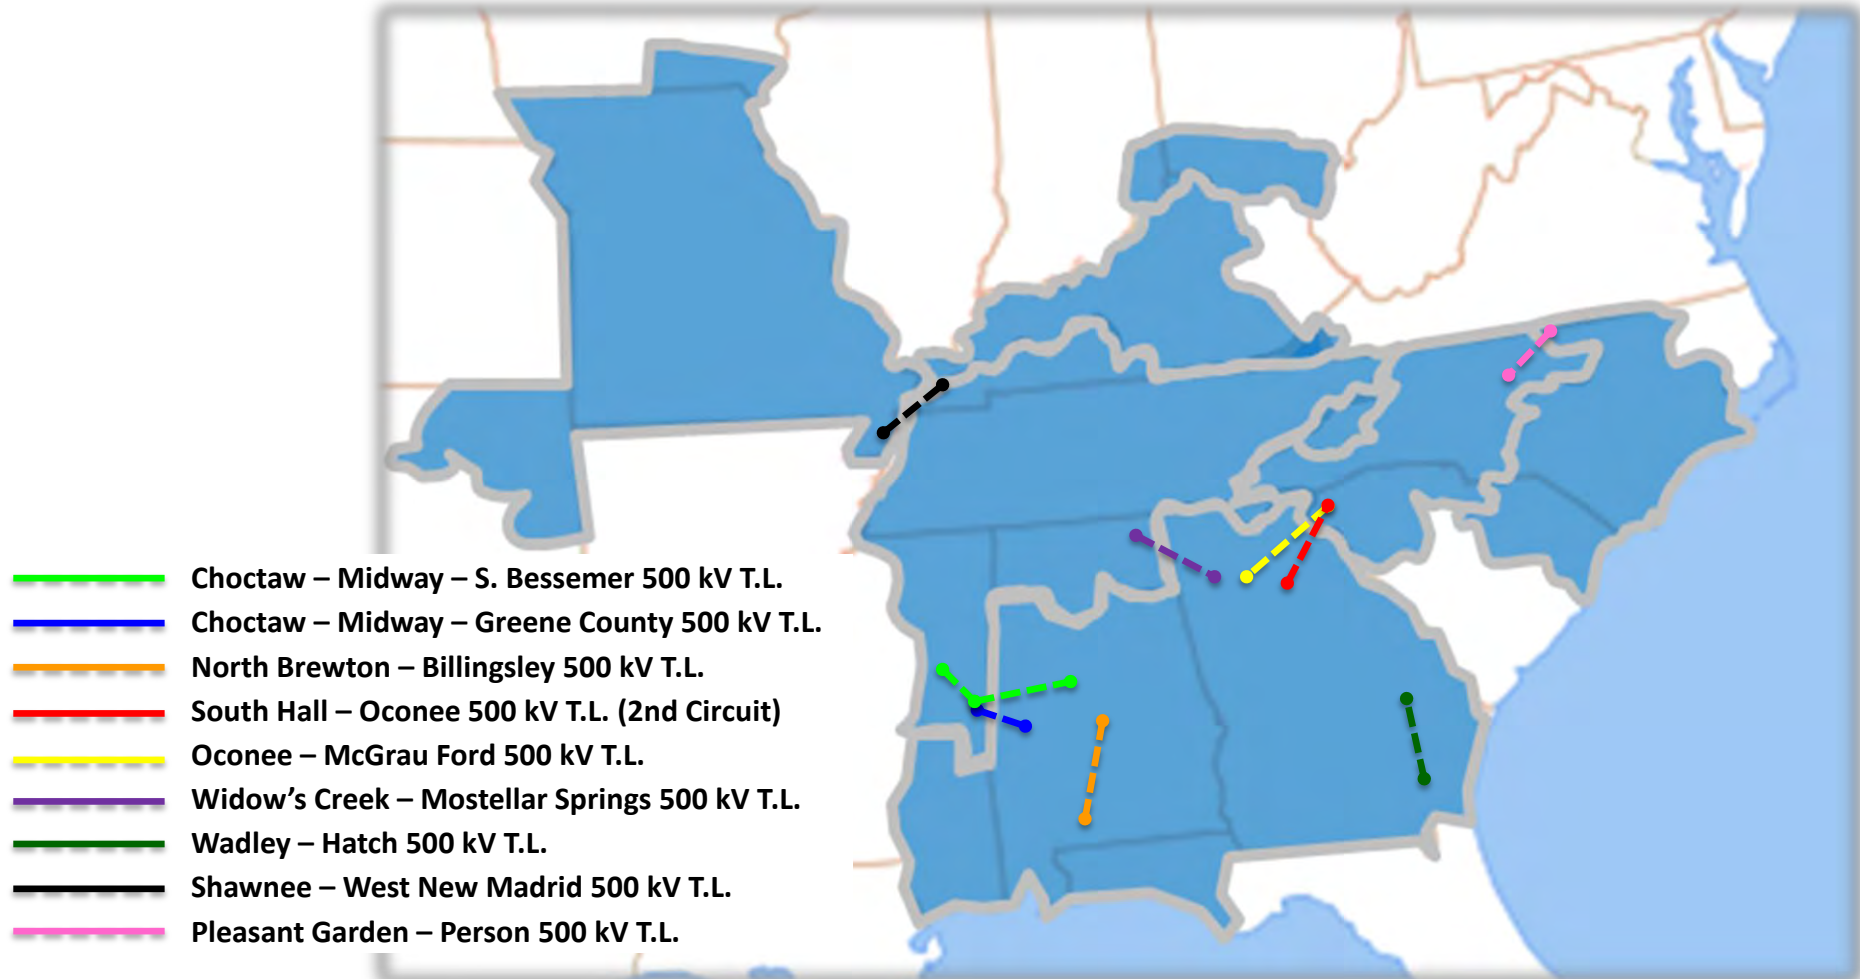 Choctaw – Midway – S. Bessemer 500 kV T.L.
Choctaw – Midway – Greene County 500 kV T.L.
North Brewton – Billingsley 500 kV T.L.
South Hall – Oconee 500 kV T.L. (2nd Circuit)
Oconee – McGrau Ford 500 kV T.L.
Widow’s Creek – Mostellar Springs 500 kV T.L.
Wadley – Hatch 500 kV T.L.
Shawnee – West New Madrid 500 kV T.L.
Pleasant Garden – Person 500 kV T.L.